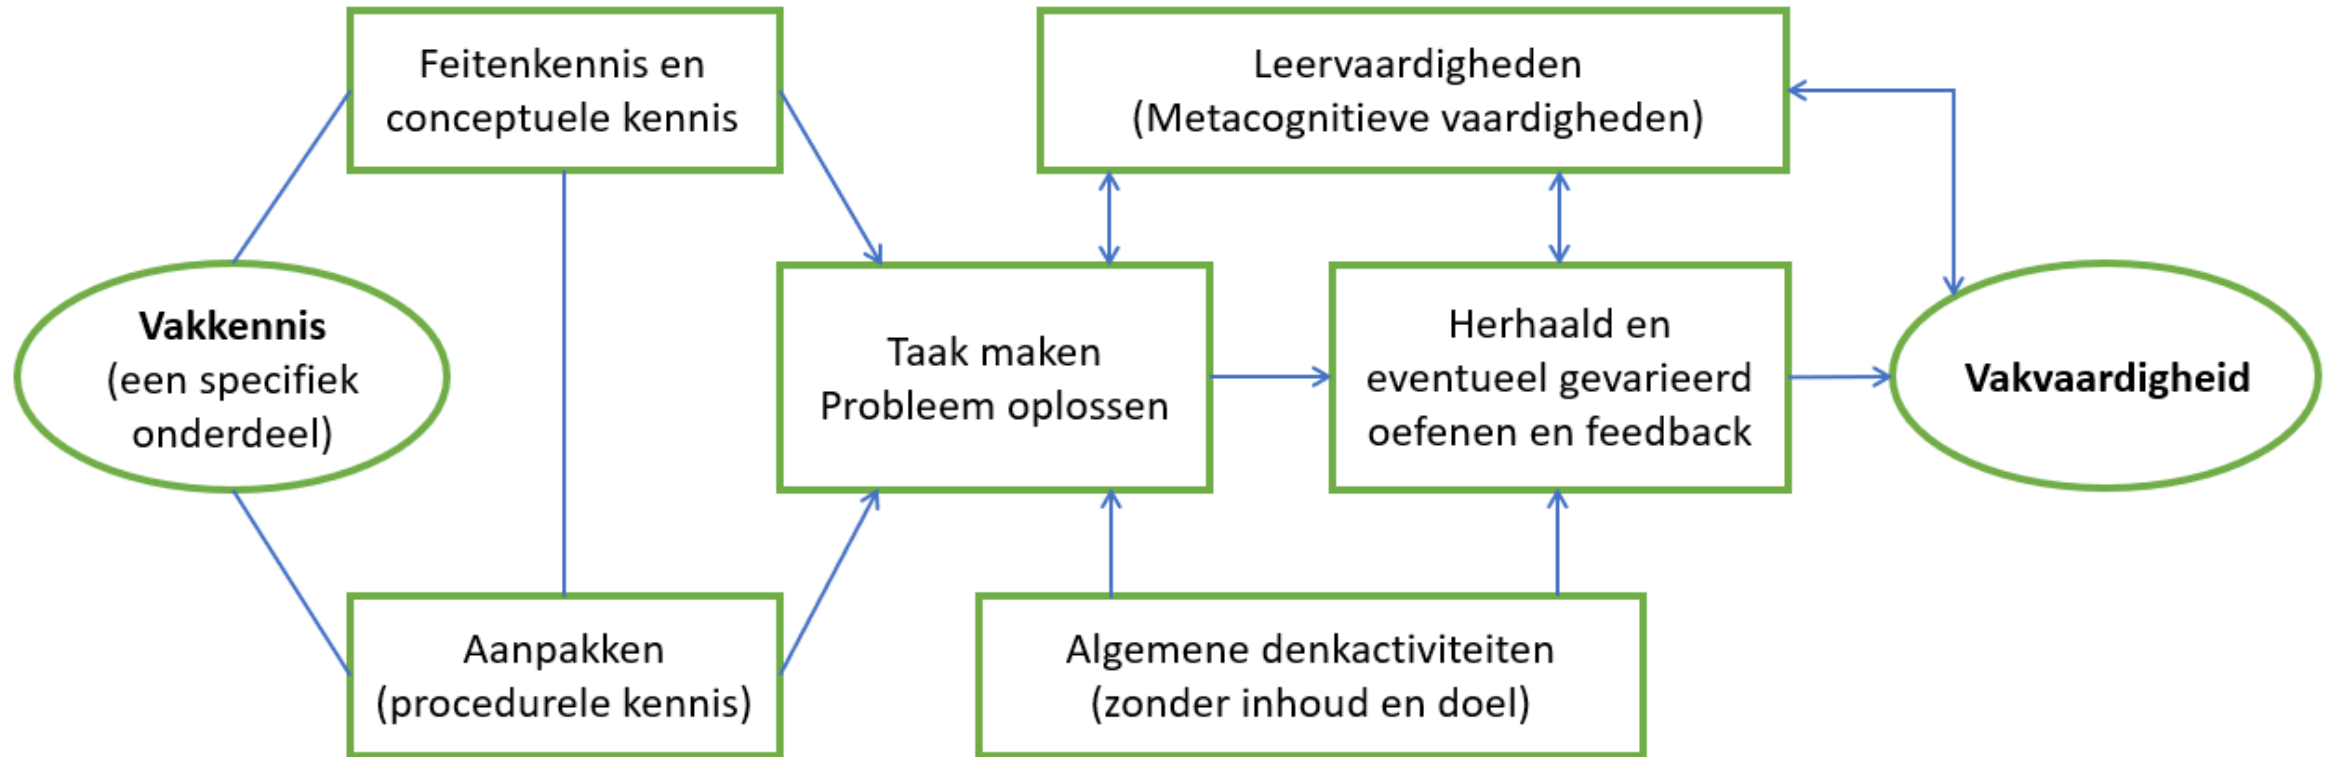 Feitenkennis en
conceptuele kennis
Leervaardigheden
(Metacognitieve vaardigheden)
Vakkennis
(een specifiek
onderdeel)
Taak maken
Probleem oplossen
Herhaald en
eventueel gevarieerd
oefenen en feedback
Vakvaardigheid
Aanpakken
(procedurele kennis)
Algemene denkactiviteiten
(zonder inhoud en doel)